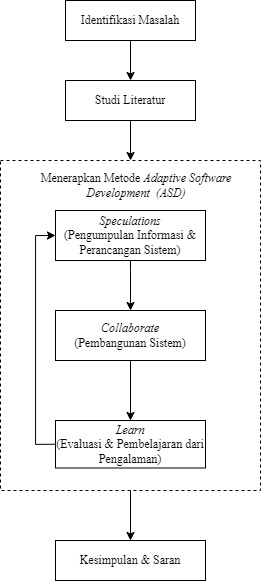 Identifikasi Masalah
Studi Literatur
Menerapkan Metode Adaptive Software
Development (ASD)
Speculations
(Pengumpulan Informasi &
Perancangan Sistem)
Collaborate
(Pembangunan Sistem)
Learn
(Evaluasi & Pembelajaran dari
Pengalaman)
Kesimpulan & Saran